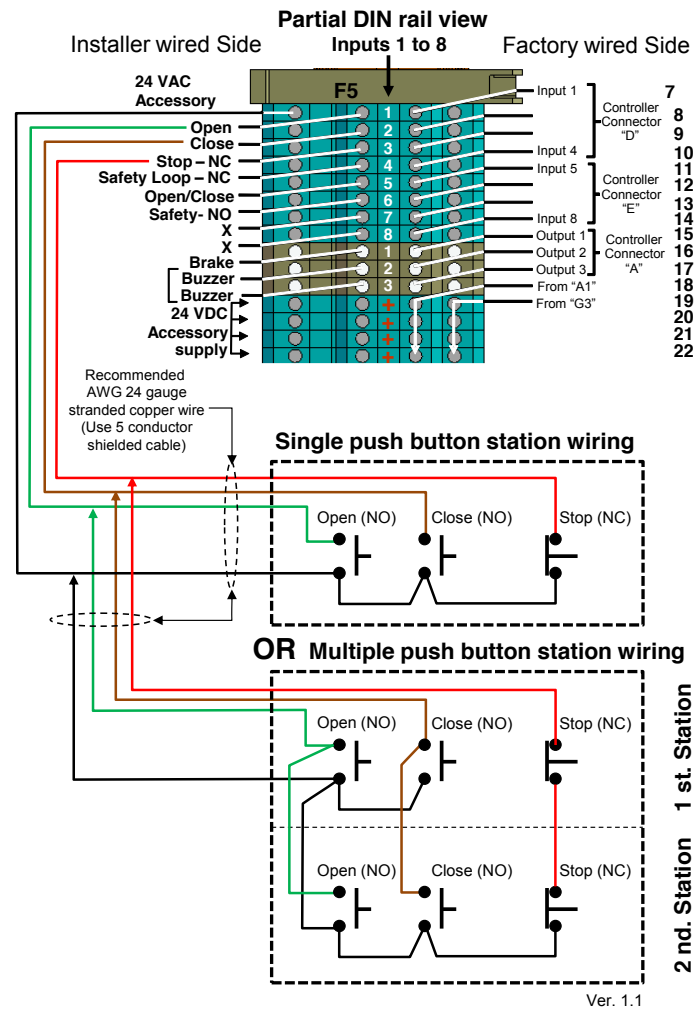 Partial DIN rail view
Installer wired Side
Inputs 1 to 8
Factory wired Side
24 VAC
Accessory
Open
Close
Stop – NC
Safety Loop – NC
Open/Close
Safety- NO
X
X
Brake
Buzzer
Buzzer
24 VDC
Accessory
supply
F5
1
2
3
4
5
6
7
8
1
2
3
+
+
+
+
Input 1
Input 4
Input 5
Input 8
Output 1
Output 2
Output 3
From “A1”
From “G3”
Controller
Connector
“D”
Controller
Connector
“E”
Controller
Connector
“A”
7
8
9
10
11
12
13
14
15
16
17
18
19
20
21
22
Recommended
AWG 24 gauge
stranded copper wire
(Use 5 conductor
shielded cable)
Single push button station wiring
Open (NO) Close (NO) Stop (NC)
OR Multiple push button station wiring
Open (NO) Close (NO) Stop (NC)
1 st. Station
Open (NO) Close (NO) Stop (NC)
2 nd. Station
Ver. 1.1